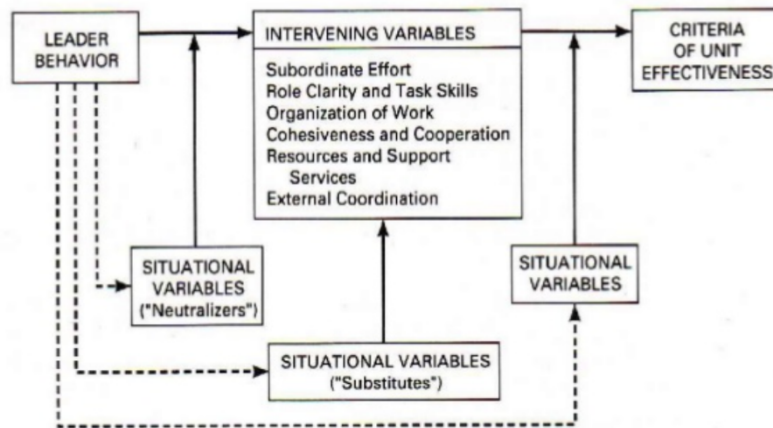 LEADER
BEHAVIOR
INTERVENING VARIABLES
Subordinate Effort
Role Clarity and Task Skills
Organization of Work
Cohesiveness and Cooperation
Resources and Support
Services
External Coordination
CRITERIA
OF UNIT
EFFECTIVENESS
SITUATIONAL
VARIABLES
("Neutralizers")
SITUATIONAL
VARIABLES
SITUATIONAL VARIABLES
("Substitutes")